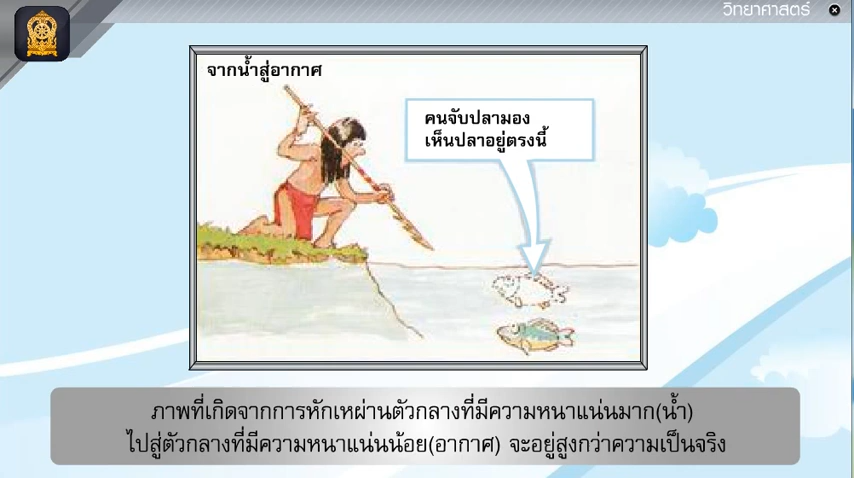 วิทยาศาสตร์
จากน้ำสู่อากาศ
คนจับปลามอง
เห็นปลาอยู่ตรงนี้
ภาพที่เกิดจากการหักเหผ่านตัวกลางที่มีความหนาแน่นมาก(น้ำ)
ไปสู่ตัวกลางที่มีความหนาแน่นน้อย(อากาศ) จะอยู่สูงกว่าความเป็นจริง